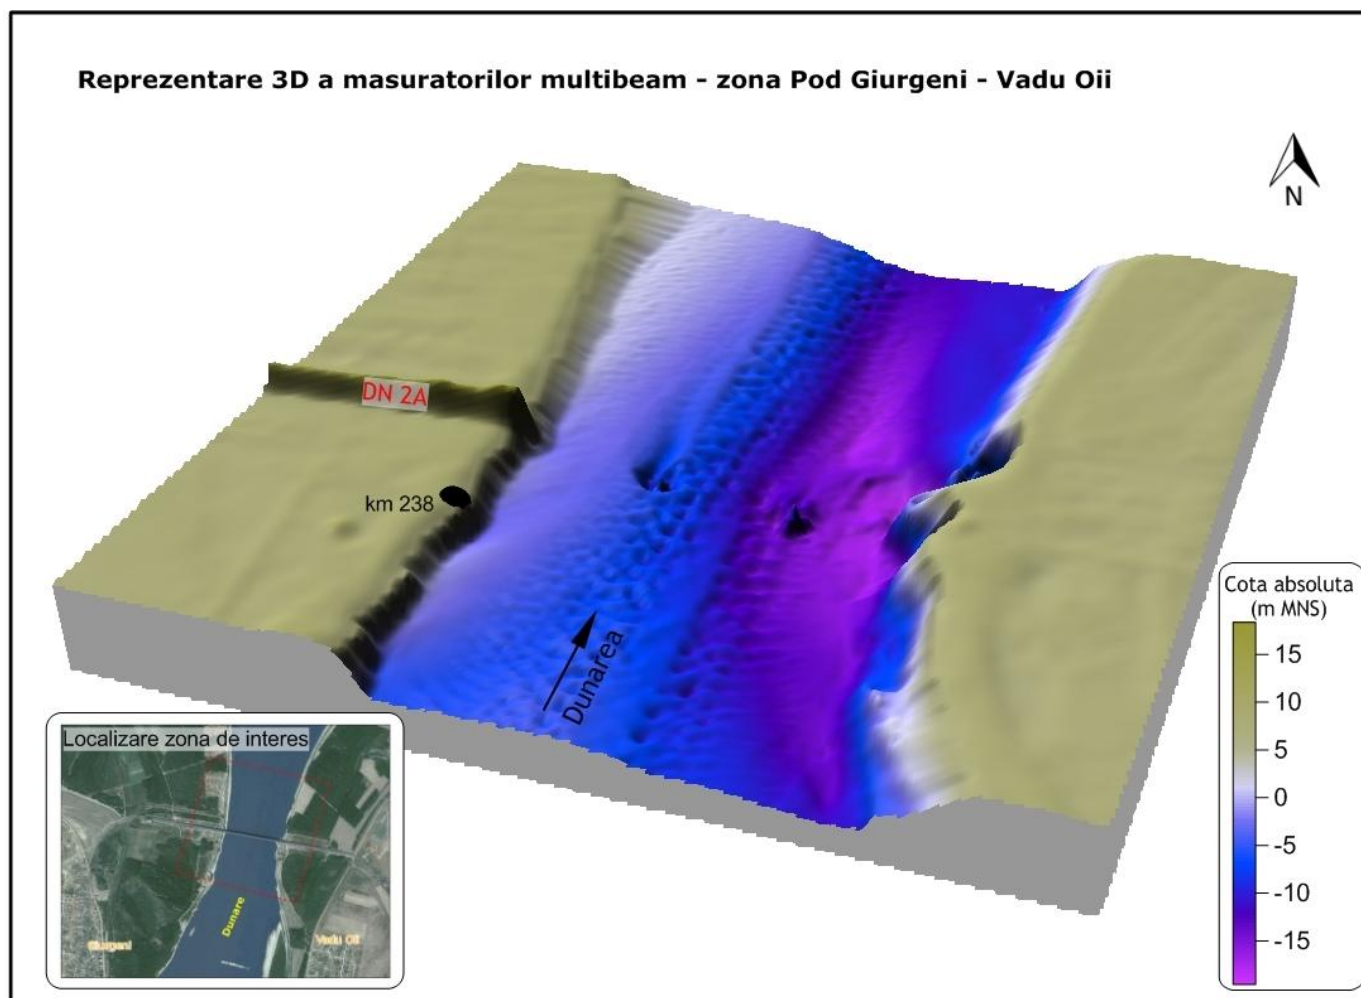 Reprezentare 3D a masuratorilor multibeam - zona Pod Giurgeni - Vadu Oii
N
DN 2A
km 238
Dunarea
Cota absoluta
(m MNS)
15
10
5
0
-5
-10
-15
Localizare zona de interes
Dunare
Giurgeni
Vadu Oii